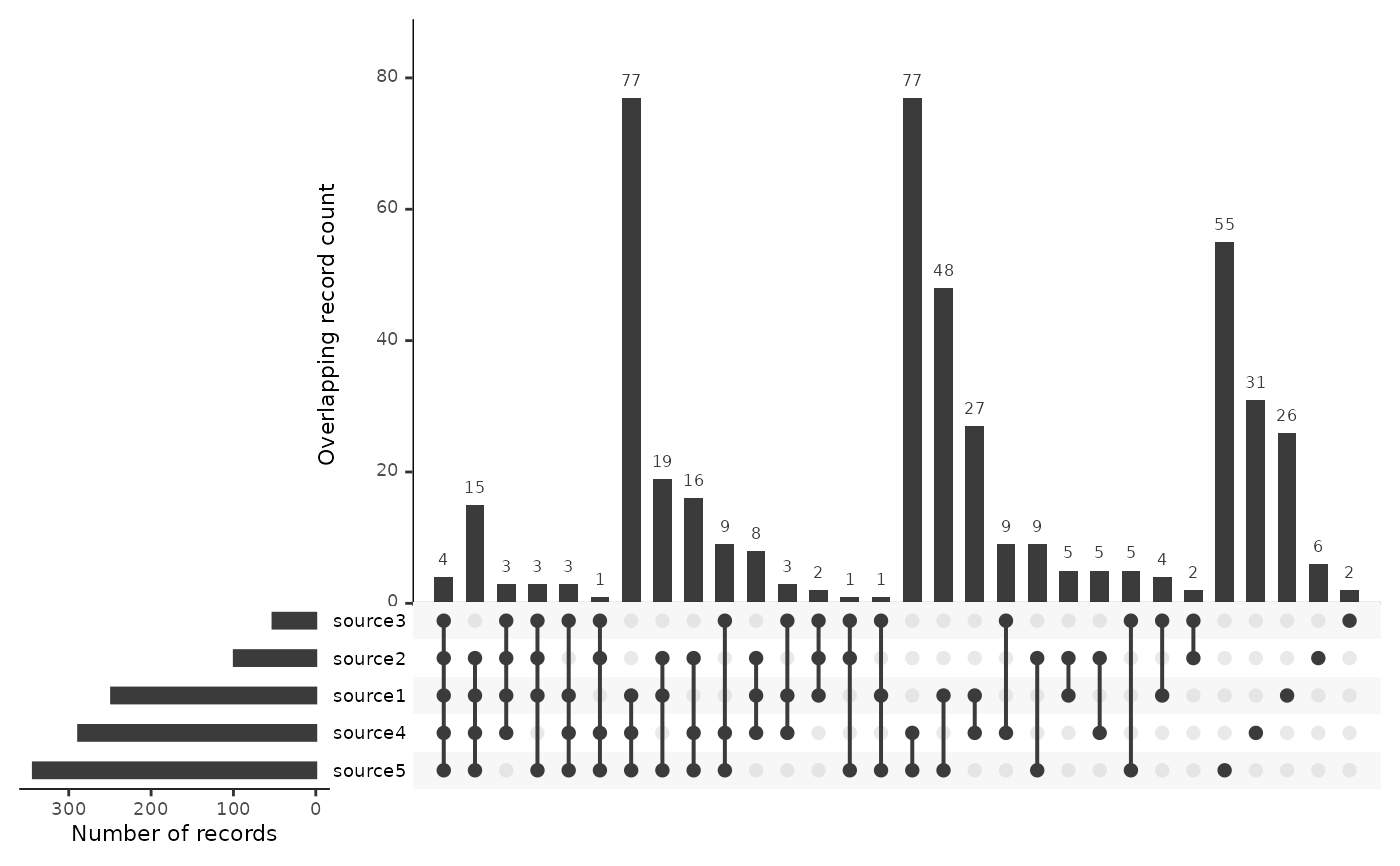 80
60
40
20
0
Overlapping record count
4 15 3 3 3 1 77 19 16 9 8 3 2 1 1 77 48 27 9 9 5 5 5 4 2 55 31 26 6 2
source3
source2
source1
source4
source5
300 200 100 0
Number of records